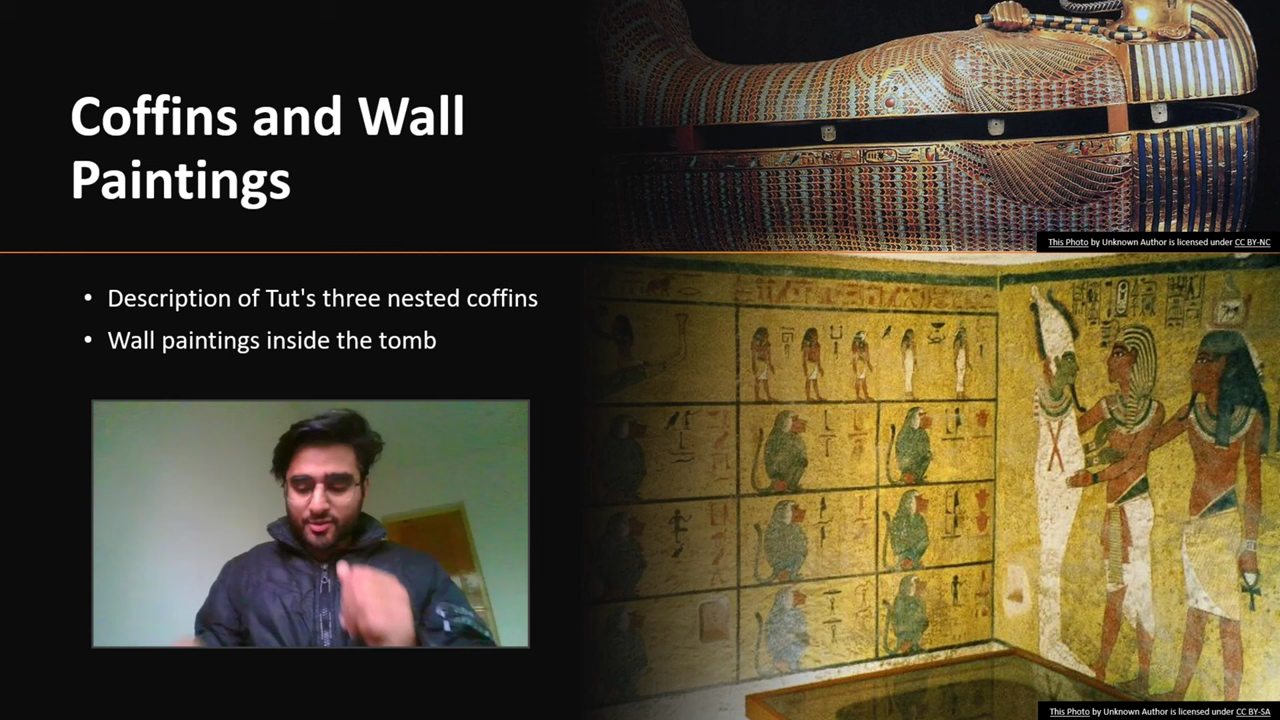 Coffins and Wall
Paintings
This Photo by Unknown Author is licensed under CC BY-NC
• Description of Tut's three nested coffins
• Wall paintings inside the tomb
This Photo by Unknown Author is licensed under CC BY-SA